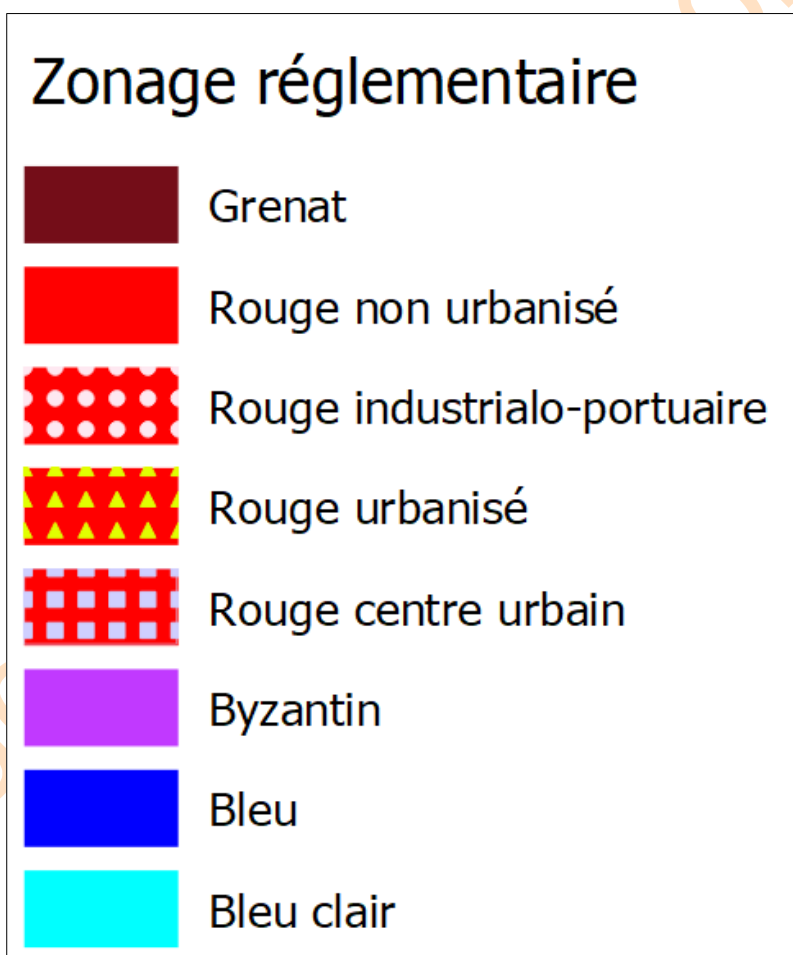 Zonage réglementaire
Grenat
Rouge non urbanisé
Rouge industrialo-portuaire
Rouge urbanisé
Rouge centre urbain
Byzantin
Bleu
Bleu clair